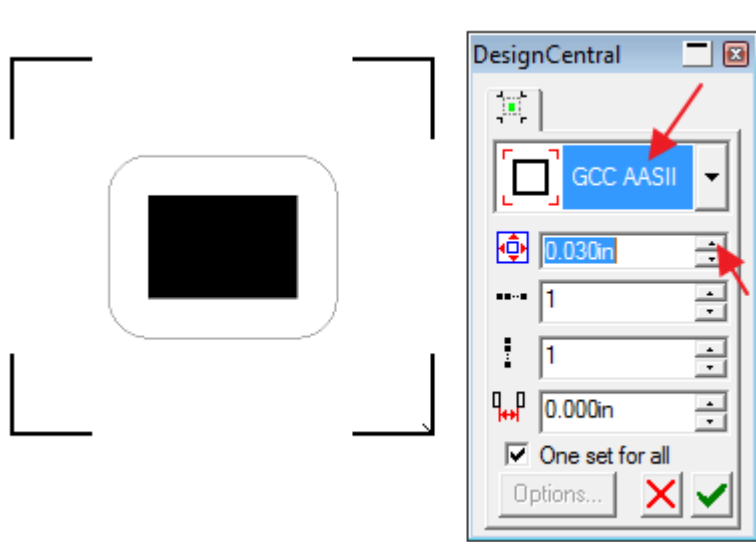 DesignCentral
GCC AASII
0.030in
1
1
0.000in
One set for all
Options...